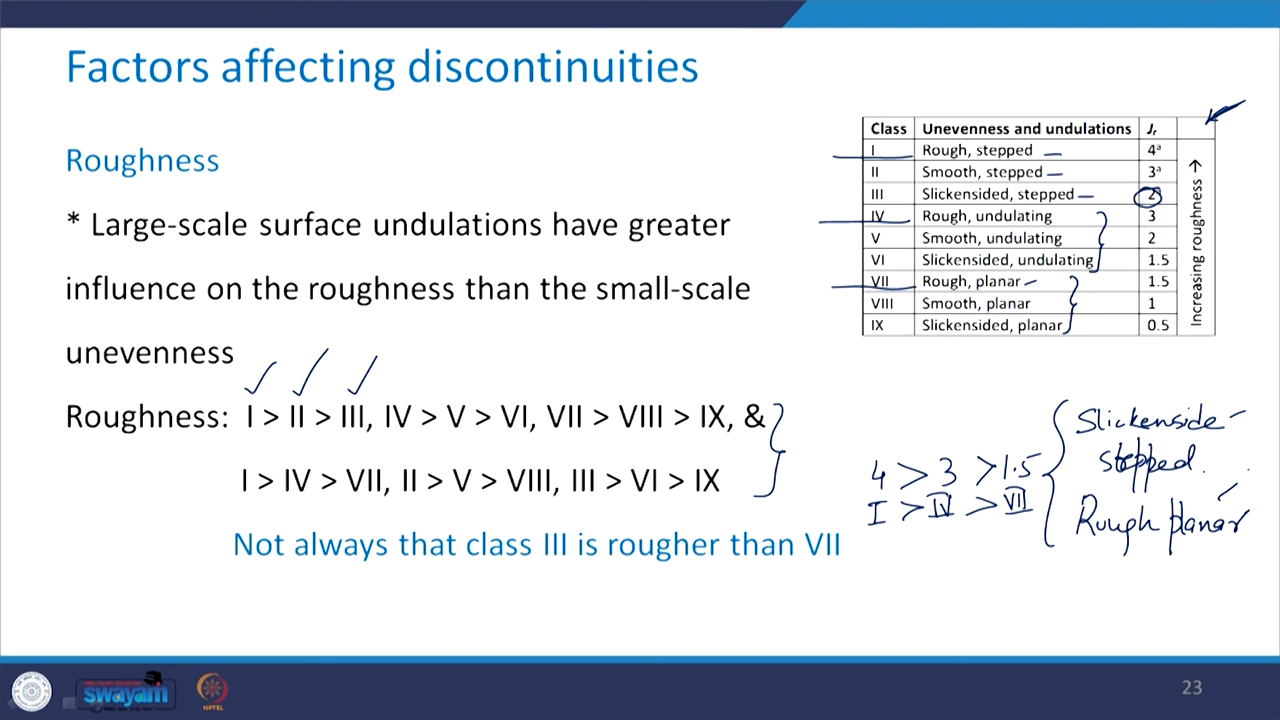 Factors affecting discontinuities
Roughness
* Large-scale surface undulations have greater
influence on the roughness than the small-scale
unevenness
Roughness: I > II > III, IV > V > VI, VII > VIII > IX, &
I > IV > VII, II > V > VIII, III > VI > IX
Not always that class III is rougher than VII
Class Unevenness and undulations Jr
I Rough, stepped 4ᵃ
II Smooth, stepped 3ᵃ
III Slickensided, stepped 2
IV Rough, undulating 3
V Smooth, undulating 2
VI Slickensided, undulating 1.5
VII Rough, planar 1.5
VIII Smooth, planar 1
IX Slickensided, planar 0.5
Increasing roughness →
4 > 3 > 1.5
I > IV > VII
Slickenside-
stepped.
Rough planar
swayam
NPTEL
23